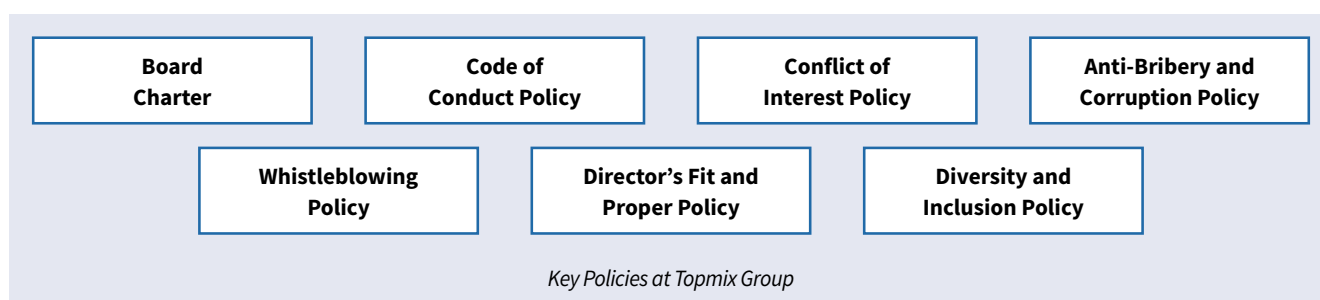 Board
Charter
Code of
Conduct Policy
Conflict of
Interest Policy
Anti-Bribery and
Corruption Policy
Whistleblowing
Policy
Director’s Fit and
Proper Policy
Diversity and
Inclusion Policy
Key Policies at Topmix Group